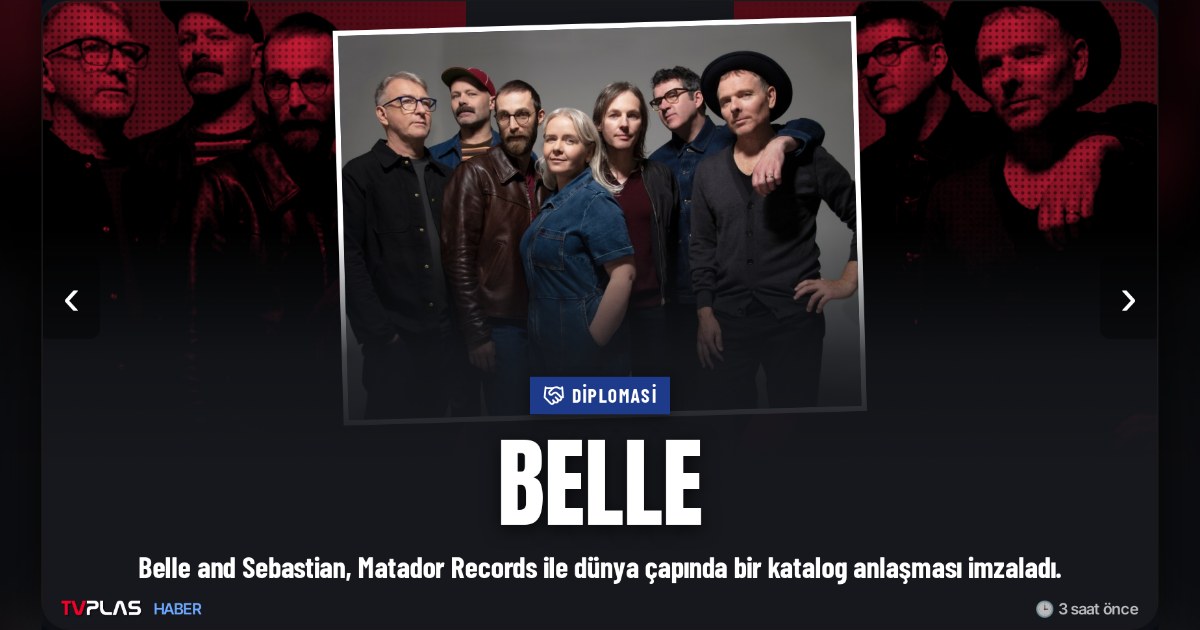 DİPLOMASİ
BELLE
Belle and Sebastian, Matador Records ile dünya çapında bir katalog anlaşması imzaladı.
TVPLAS HABER
3 saat önce